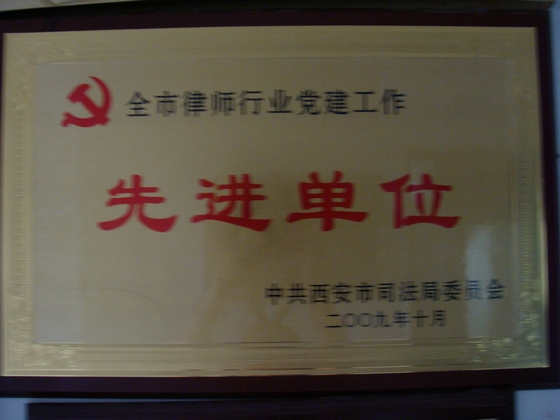 全市律师行业党建工作
先进单位
中共西安市司法局委员会
二〇〇九年十月